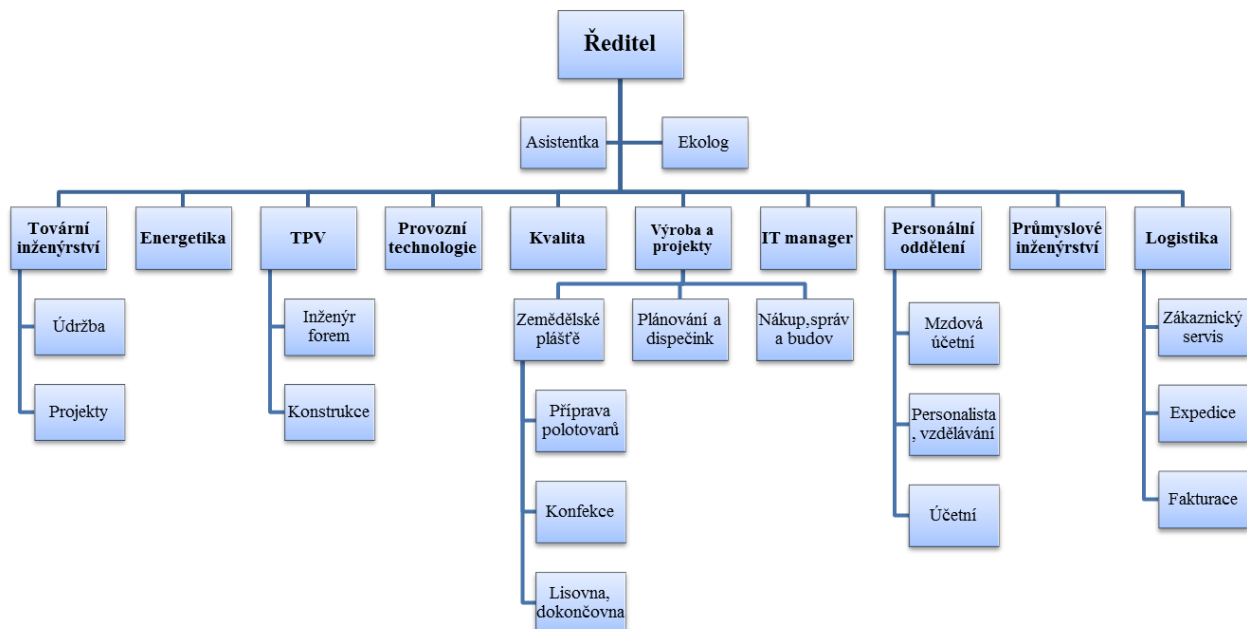 Ředitel
Asistentka
Ekolog
Tovární
inženýrství
Energetika
TPV
Provozní
technologie
Kvalita
Výroba a
projekty
IT manager
Personální
oddělení
Průmyslové
inženýrství
Logistika
Údržba
Projekty
Inženýr
forem
Konstrukce
Zemědělské
plášťě
Plánování a
dispečink
Nákup,správ
a budov
Příprava
polotovarů
Konfekce
Lisovna,
dokončovna
Mzdová
účetní
Personalista
, vzdělávání
Účetní
Zákaznický
servis
Expedice
Fakturace